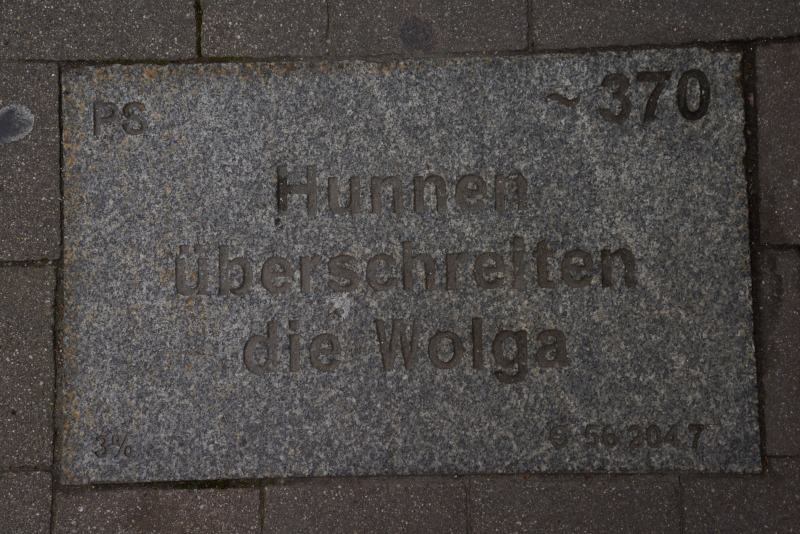 PS ~ 370
Hunnen
überschreiten
die Wolga
3% 56 204 7